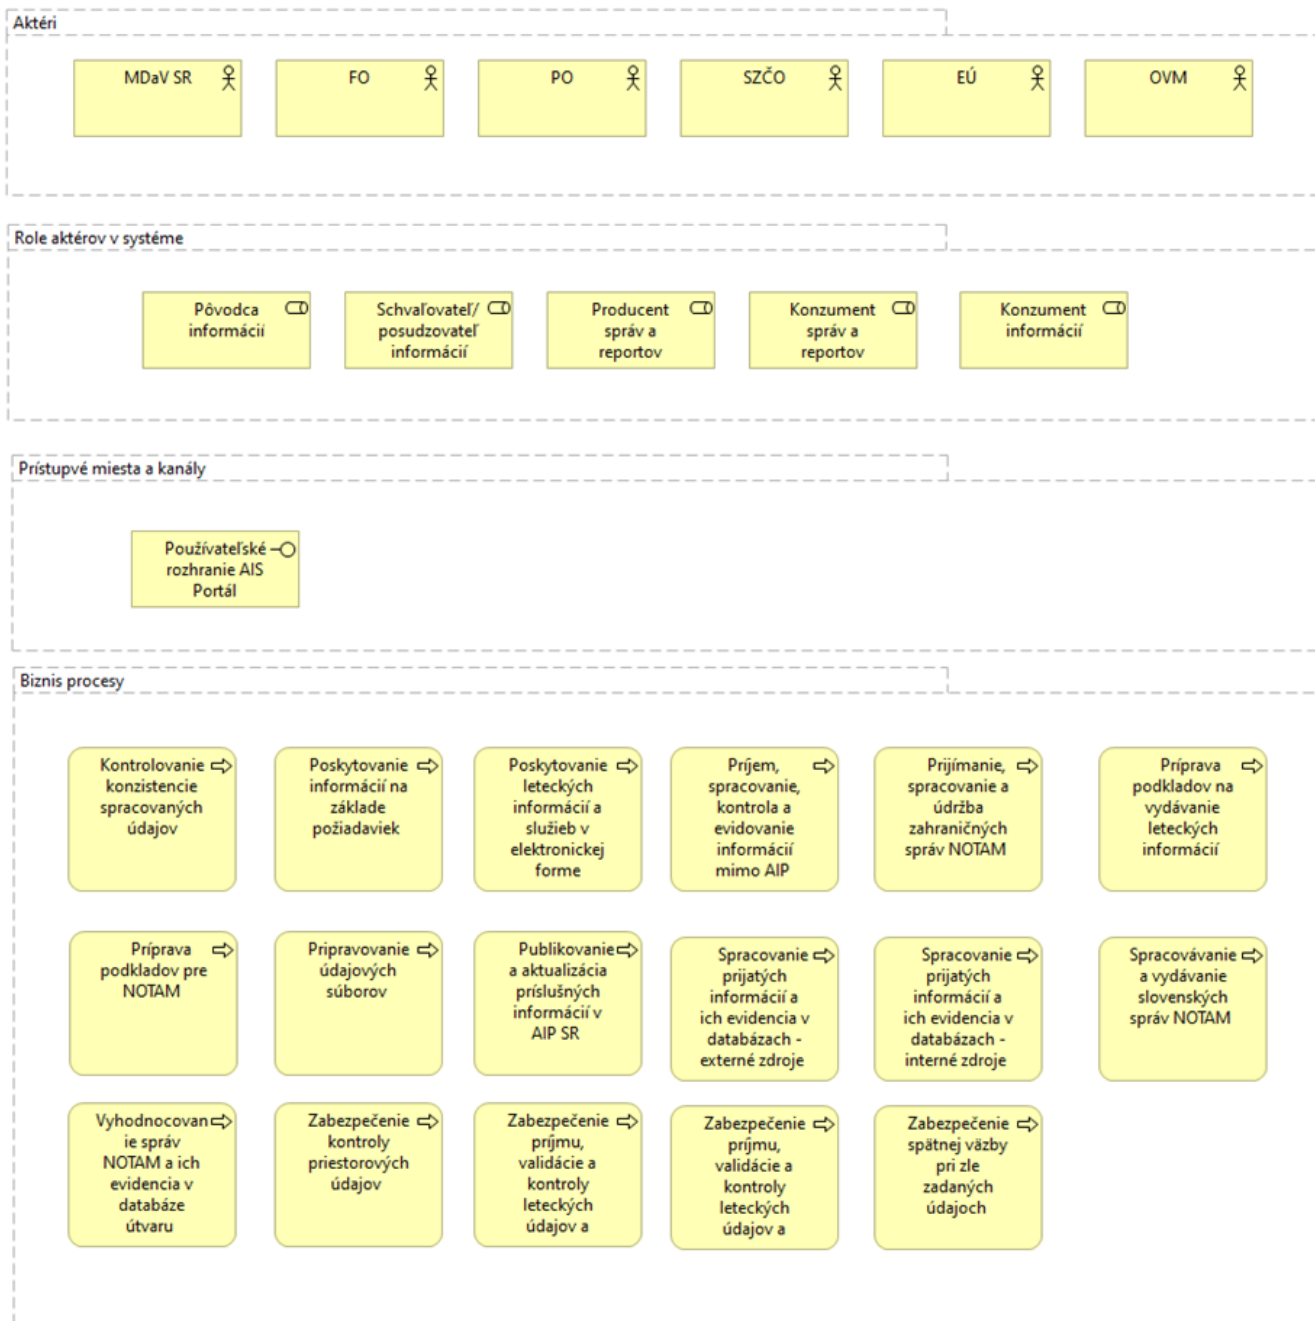 Aktéri
MDaV SR
FO
PO
SZČO
EÚ
OVM
Role aktérov v systéme
Pôvodca
informácií
Schvaľovateľ/
posudzovateľ
informácií
Producent
správ a
reportov
Konzument
správ a
reportov
Konzument
informácií
Prístupvé miesta a kanály
Používateľské
rozhranie AIS
Portál
Biznis procesy
Kontrolovanie
konzistencie
spracovaných
údajov
Poskytovanie
informácií na
základe
požiadaviek
Poskytovanie
leteckých
informácií a
služieb v
elektronickej
forme
Príjem,
spracovanie,
kontrola a
evidovanie
informácií
mimo AIP
Prijímanie,
spracovanie a
údržba
zahraničných
správ NOTAM
Príprava
podkladov na
vydávanie
leteckých
informácií
Príprava
podkladov pre
NOTAM
Pripravovanie
údajových
súborov
Publikovanie
a aktualizácia
príslušných
informácií v
AIP SR
Spracovanie
prijatých
informácií a
ich evidencia v
databázach -
externé zdroje
Spracovanie
prijatých
informácií a
ich evidencia v
databázach -
interné zdroje
Spracovávanie
a vydávanie
slovenských
správ NOTAM
Vyhodnocovan
ie správ
NOTAM a ich
evidencia v
databáze
útvaru
Zabezpečenie
kontroly
priestorových
údajov
Zabezpečenie
príjmu,
validácie a
kontroly
leteckých
údajov a
Zabezpečenie
príjmu,
validácie a
kontroly
leteckých
údajov a
Zabezpečenie
spätnej väzby
pri zle
zadaných
údajoch